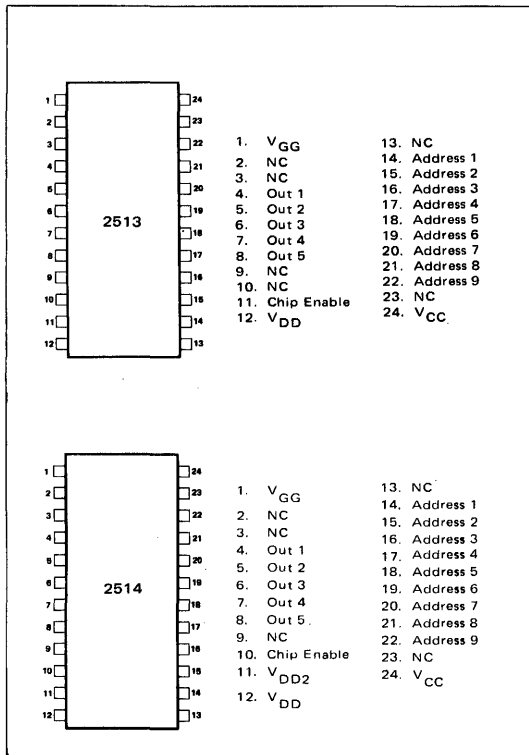 1 24
2 23
3 22
4 21
5 20
6 19
7 18
8 17
9 16
10 15
11 14
12 13
2513
1. VGG
2. NC
3. NC
4. Out 1
5. Out 2
6. Out 3
7. Out 4
8. Out 5
9. NC
10. NC
11. Chip Enable
12. VDD
13. NC
14. Address 1
15. Address 2
16. Address 3
17. Address 4
18. Address 5
19. Address 6
20. Address 7
21. Address 8
22. Address 9
23. NC
24. VCC
1 24
2 23
3 22
4 21
5 20
6 19
7 18
8 17
9 16
10 15
11 14
12 13
2514
1. VGG
2. NC
3. NC
4. Out 1
5. Out 2
6. Out 3
7. Out 4
8. Out 5
9. NC
10. Chip Enable
11. VDD2
12. VDD
13. NC
14. Address 1
15. Address 2
16. Address 3
17. Address 4
18. Address 5
19. Address 6
20. Address 7
21. Address 8
22. Address 9
23. NC
24. VCC